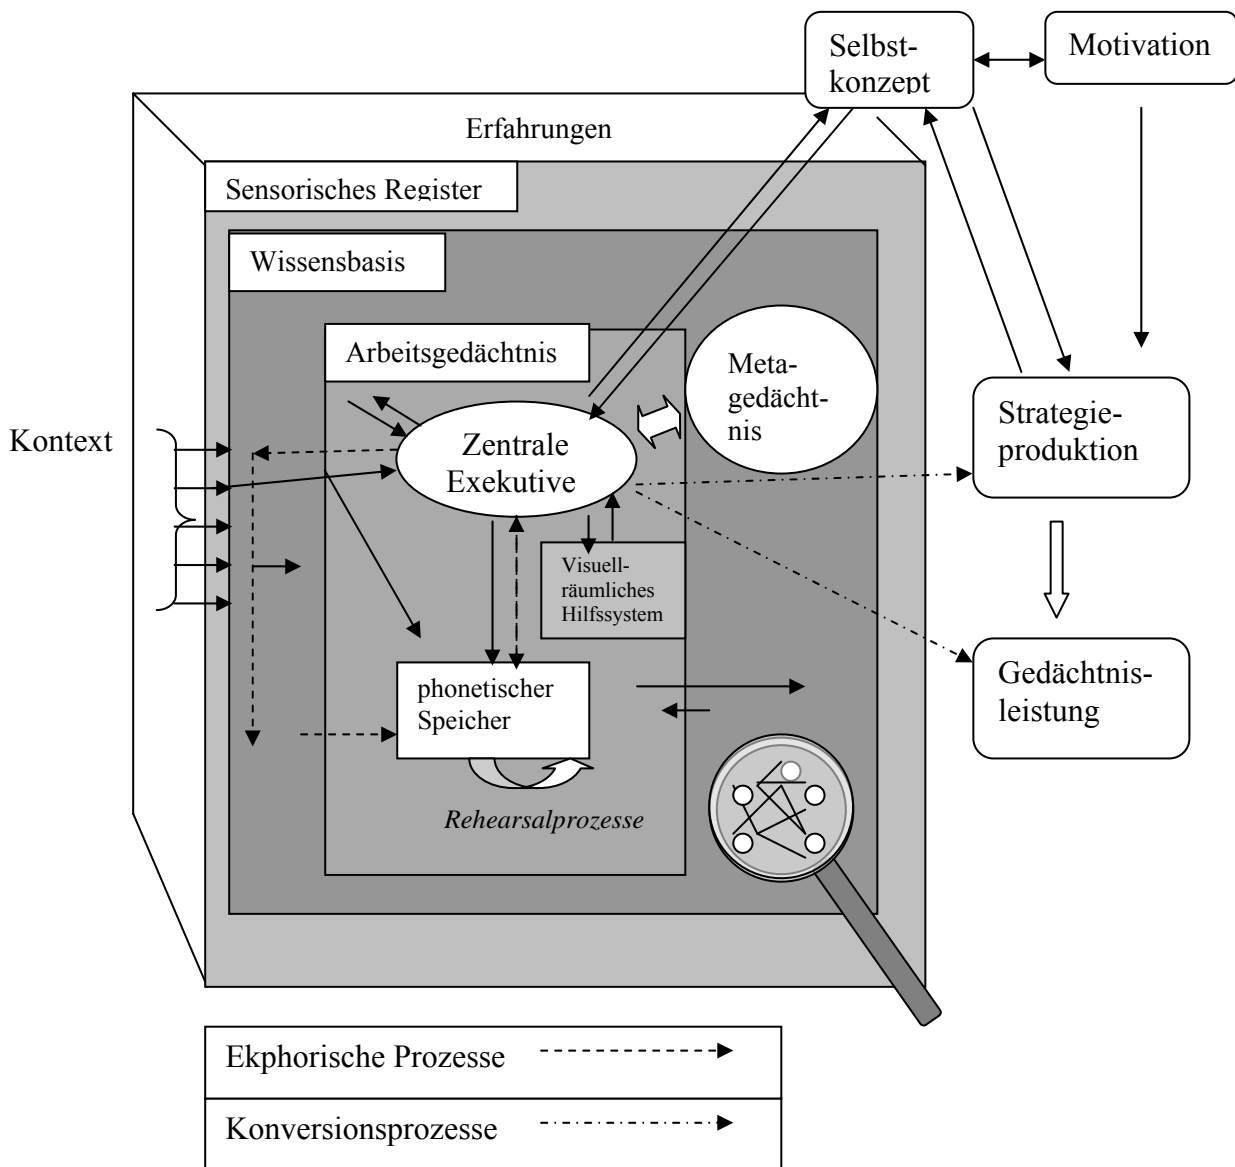 Selbst-
konzept
Motivation
Erfahrungen
Sensorisches Register
Wissensbasis
Arbeitsgedächtnis
Meta-
gedächt-
nis
Kontext
Zentrale
Exekutive
Strategie-
produktion
Visuell-
räumliches
Hilfssystem
phonetischer
Speicher
Gedächtnis-
leistung
Rehearsalprozesse
Ekphorische Prozesse
Konversionsprozesse